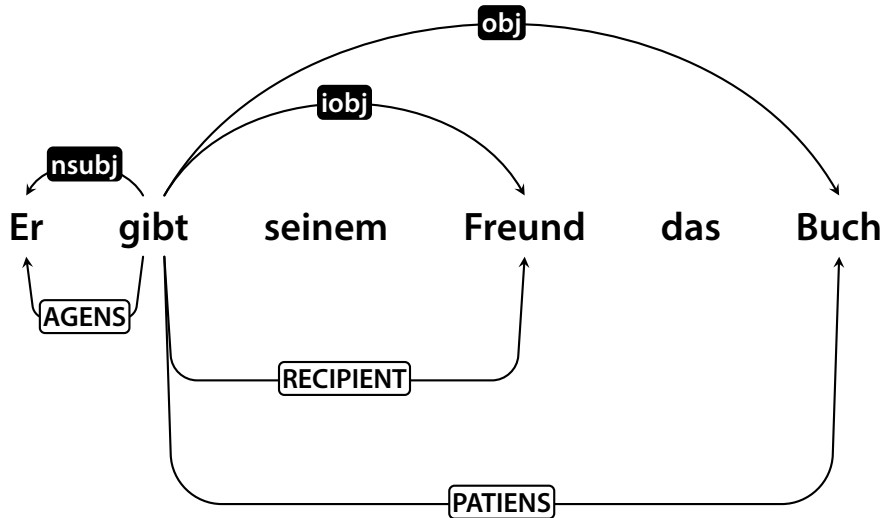 obj
iobj
nsubj
Er gibt seinem Freund das Buch
AGENS
RECIPIENT
PATIENS